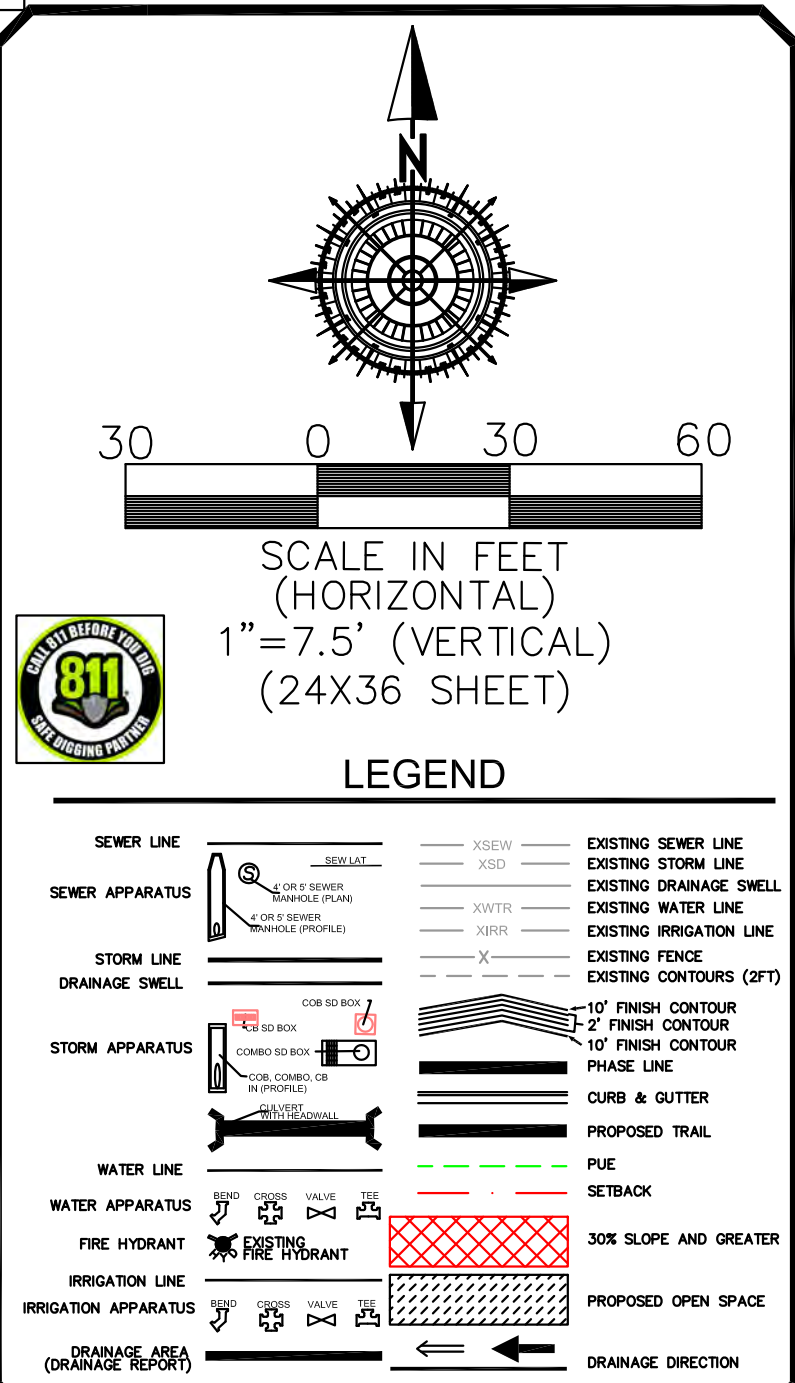 N
30 0 30 60
SCALE IN FEET
(HORIZONTAL)
1"=7.5' (VERTICAL)
(24X36 SHEET)
CALL 811 BEFORE YOU DIG
811
SAFE DIGGING PARTNER
LEGEND
SEWER LINE
SEW LAT
SEWER APPARATUS
S
4' OR 5' SEWER
MANHOLE (PLAN)
4' OR 5' SEWER
MANHOLE (PROFILE)
STORM LINE
DRAINAGE SWELL
COB SD BOX
CB SD BOX
STORM APPARATUS
COMBO SD BOX
COB, COMBO, CB
IN (PROFILE)
CULVERT
WITH HEADWALL
WATER LINE
WATER APPARATUS
BEND CROSS VALVE TEE
FIRE HYDRANT
EXISTING
FIRE HYDRANT
IRRIGATION LINE
IRRIGATION APPARATUS
BEND CROSS VALVE TEE
DRAINAGE AREA
(DRAINAGE REPORT)
XSEW EXISTING SEWER LINE
XSD EXISTING STORM LINE
EXISTING DRAINAGE SWELL
XWTR EXISTING WATER LINE
XIRR EXISTING IRRIGATION LINE
X EXISTING FENCE
EXISTING CONTOURS (2FT)
10' FINISH CONTOUR
2' FINISH CONTOUR
10' FINISH CONTOUR
PHASE LINE
CURB & GUTTER
PROPOSED TRAIL
PUE
SETBACK
30% SLOPE AND GREATER
PROPOSED OPEN SPACE
DRAINAGE DIRECTION